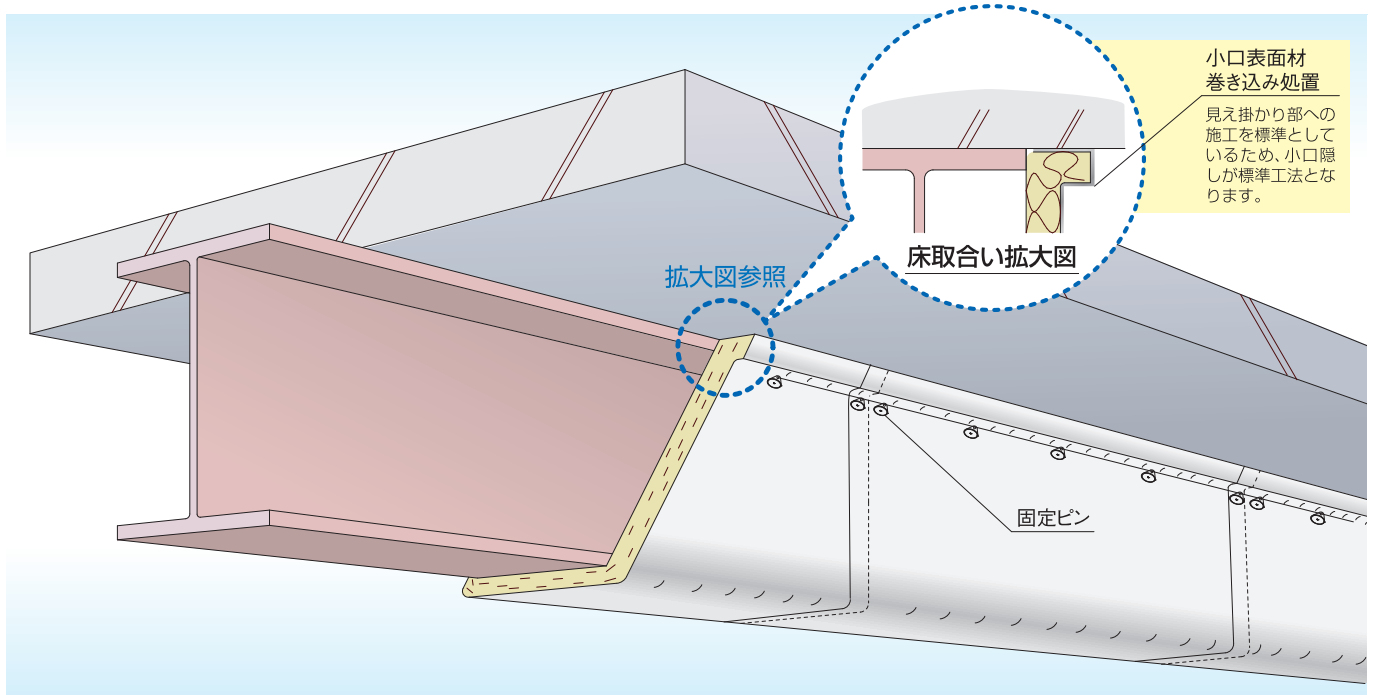 小口表面材
巻き込み処置
見え掛かり部への
施工を標準として
いるため、小口隠
しが標準工法とな
ります。
床取合い拡大図
拡大図参照
固定ピン